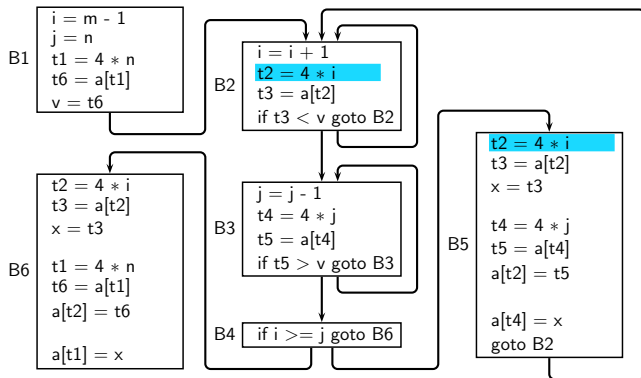 B1
i = m - 1
j = n
t1 = 4 * n
t6 = a[t1]
v = t6
B2
i = i + 1
t2 = 4 * i
t3 = a[t2]
if t3 < v goto B2
B3
j = j - 1
t4 = 4 * j
t5 = a[t4]
if t5 > v goto B3
B4
if i >= j goto B6
B5
t2 = 4 * i
t3 = a[t2]
x = t3
t4 = 4 * j
t5 = a[t4]
a[t2] = t5
a[t4] = x
goto B2
B6
t2 = 4 * i
t3 = a[t2]
x = t3
t1 = 4 * n
t6 = a[t1]
a[t2] = t6
a[t1] = x